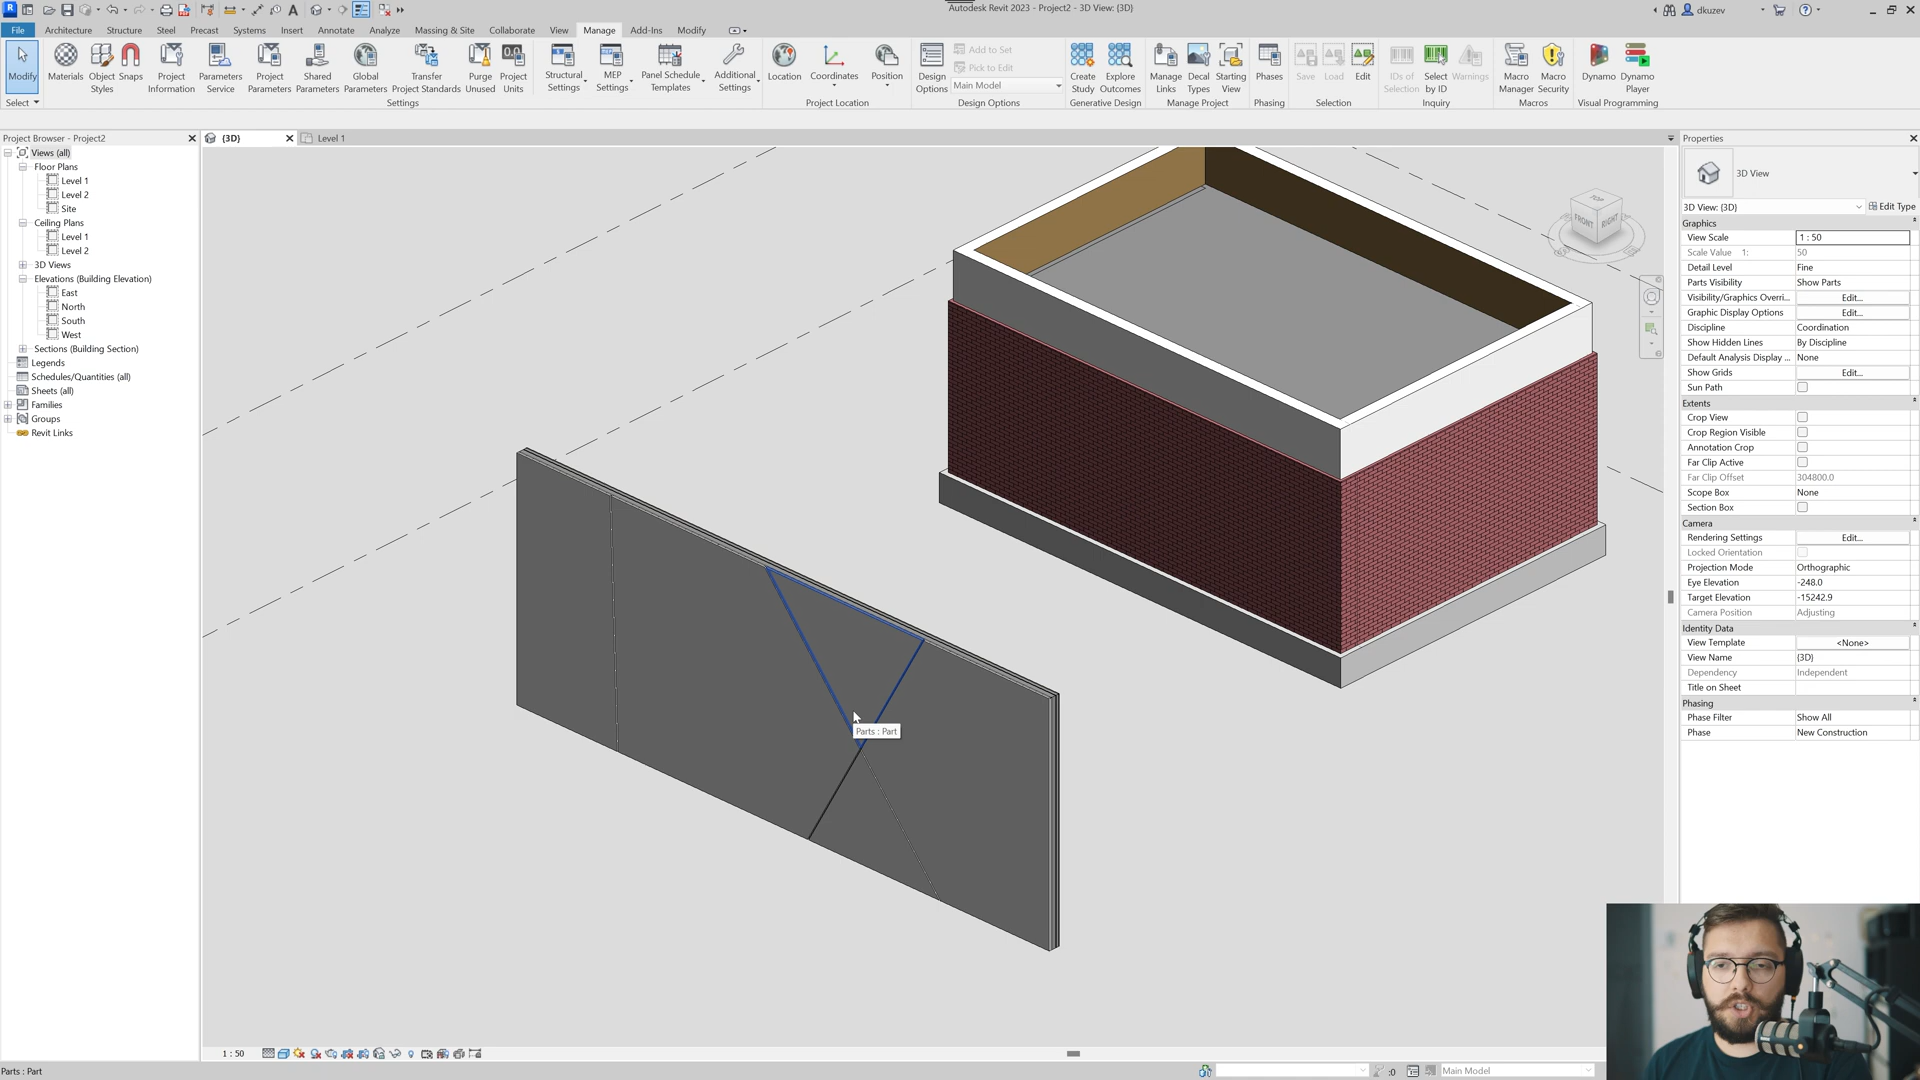 Autodesk Revit 2023 - Project2 - 3D View: {3D}
dkuzev
File Architecture Structure Steel Precast Systems Insert Annotate Analyze Massing & Site Collaborate View Manage Add-Ins Modify
Modify
Materials
Object Styles
Snaps
Project Information
Parameters Service
Project Parameters
Shared Parameters
Global Parameters
Transfer Project Standards
Purge Unused
Project Units
Structural Settings
MEP Settings
Panel Schedule Templates
Additional Settings
Location
Coordinates
Position
Design Options
Add to Set
Pick to Edit
Main Model
Create Study
Explore Outcomes
Manage Links
Decal Types
Starting View
Phases
Save
Load
Edit
IDs of Selection
Select by ID
Warnings
Macro Manager
Macro Security
Dynamo
Dynamo Player
Select
Settings
Project Location
Design Options
Generative Design
Manage Project
Phasing
Selection
Inquiry
Macros
Visual Programming
Project Browser - Project2
Views (all)
Floor Plans
Level 1
Level 2
Site
Ceiling Plans
Level 1
Level 2
3D Views
Elevations (Building Elevation)
East
North
South
West
Sections (Building Section)
Legends
Schedules/Quantities (all)
Sheets (all)
Families
Groups
Revit Links
{3D}
Level 1
TOP
FRONT
RIGHT
Parts : Part
Properties
3D View
3D View: {3D}
Edit Type
Graphics
View Scale 1 : 50
Scale Value 1: 50
Detail Level Fine
Parts Visibility Show Parts
Visibility/Graphics Overri... Edit...
Graphic Display Options Edit...
Discipline Coordination
Show Hidden Lines By Discipline
Default Analysis Display ... None
Show Grids Edit...
Sun Path
Extents
Crop View
Crop Region Visible
Annotation Crop
Far Clip Active
Far Clip Offset 304800.0
Scope Box None
Section Box
Camera
Rendering Settings Edit...
Locked Orientation
Projection Mode Orthographic
Eye Elevation -248.0
Target Elevation -15242.9
Camera Position Adjusting
Identity Data
View Template <None>
View Name {3D}
Dependency Independent
Title on Sheet
Phasing
Phase Filter Show All
Phase New Construction
1 : 50
Parts : Part
:0
Main Model